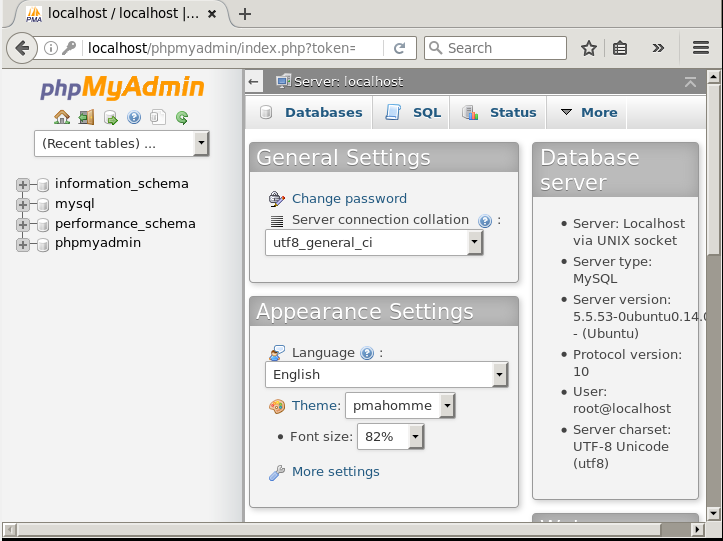 localhost / localhost |...
localhost/phpmyadmin/index.php?token=
Search
phpMyAdmin
(Recent tables) ...
information_schema
mysql
performance_schema
phpmyadmin
Server: localhost
Databases
SQL
Status
More
General Settings
Change password
Server connection collation :
utf8_general_ci
Appearance Settings
Language :
English
Theme: pmahomme
• Font size: 82%
More settings
Database
server
• Server: Localhost
via UNIX socket
• Server type:
MySQL
• Server version:
5.5.53-0ubuntu0.14.0
- (Ubuntu)
• Protocol version:
10
• User:
root@localhost
• Server charset:
UTF-8 Unicode
(utf8)